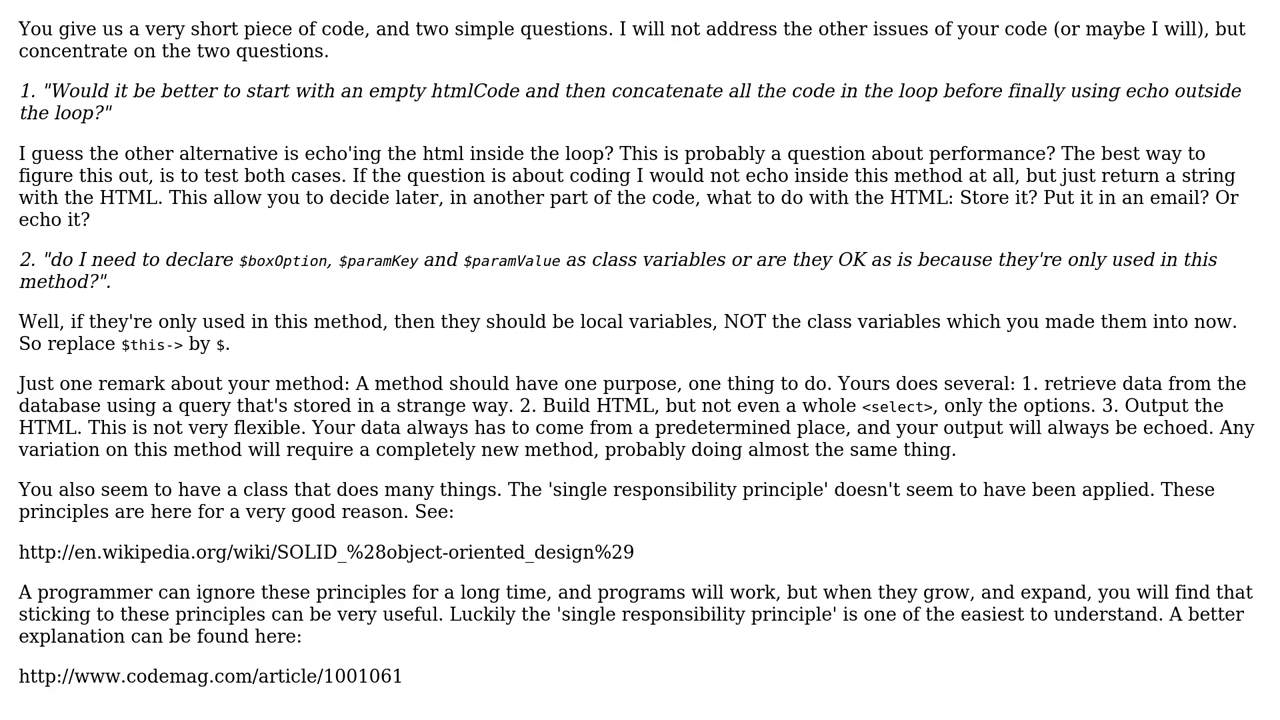 You give us a very short piece of code, and two simple questions. I will not address the other issues of your code (or maybe I will), but
concentrate on the two questions.
1. "Would it be better to start with an empty htmlCode and then concatenate all the code in the loop before finally using echo outside
the loop?"
I guess the other alternative is echo'ing the html inside the loop? This is probably a question about performance? The best way to
figure this out, is to test both cases. If the question is about coding I would not echo inside this method at all, but just return a string
with the HTML. This allow you to decide later, in another part of the code, what to do with the HTML: Store it? Put it in an email? Or
echo it?
2. "do I need to declare $boxOption, $paramKey and $paramValue as class variables or are they OK as is because they're only used in this
method?".
Well, if they're only used in this method, then they should be local variables, NOT the class variables which you made them into now.
So replace $this-> by $.
Just one remark about your method: A method should have one purpose, one thing to do. Yours does several: 1. retrieve data from the
database using a query that's stored in a strange way. 2. Build HTML, but not even a whole <select>, only the options. 3. Output the
HTML. This is not very flexible. Your data always has to come from a predetermined place, and your output will always be echoed. Any
variation on this method will require a completely new method, probably doing almost the same thing.
You also seem to have a class that does many things. The 'single responsibility principle' doesn't seem to have been applied. These
principles are here for a very good reason. See:
http://en.wikipedia.org/wiki/SOLID_%28object-oriented_design%29
A programmer can ignore these principles for a long time, and programs will work, but when they grow, and expand, you will find that
sticking to these principles can be very useful. Luckily the 'single responsibility principle' is one of the easiest to understand. A better
explanation can be found here:
http://www.codemag.com/article/1001061